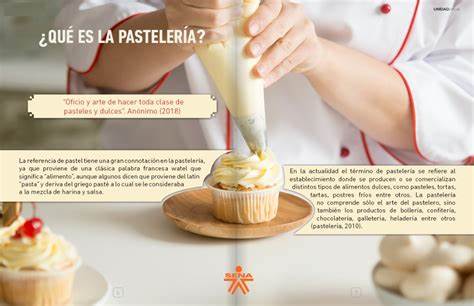 UNIDAD
¿QUÉ ES LA PASTELERÍA?
"Oficio y arte de hacer toda clase de
pasteles y dulces". Anónimo (2018)
La referencia de pastel tiene una gran connotación en la pastelería,
ya que proviene de una clásica palabra francesa watel que
significa "alimento", aunque algunos dicen que proviene del latín
"pasta" y deriva del griego pasté a lo cual se le consideraba
a la mezcla de harina y salsa.
En la actualidad el término de pastelería se refiere al
establecimiento donde se producen o se comercializan
distintos tipos de alimentos dulces, como pasteles, tortas,
tartas, postres fríos entre otros. La pastelería
no comprende sólo el arte del pastelero, sino
también los productos de bollería, confitería,
chocolatería, galletería, heladería entre otros
(pastelería, 2010).
SENA